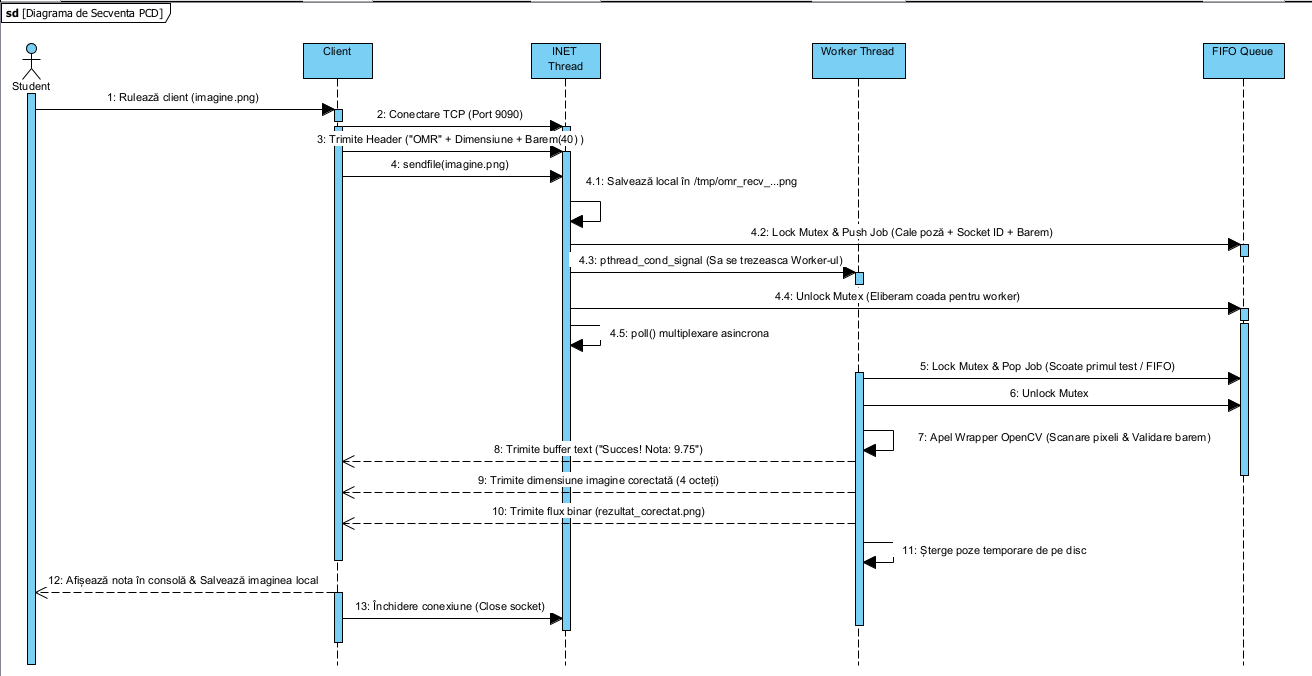 sd [Diagrama de Secventa PCD]
Student
Client
INET
Thread
Worker Thread
FIFO Queue
1: Rulează client (imagine.png)
2: Conectare TCP (Port 9090)
3: Trimite Header ("OMR" + Dimensiune + Barem(40) )
4: sendfile(imagine.png)
4.1: Salvează local în /tmp/omr_recv_...png
4.2: Lock Mutex & Push Job (Cale poză + Socket ID + Barem)
4.3: pthread_cond_signal (Sa se trezeasca Worker-ul)
4.4: Unlock Mutex (Eliberam coada pentru worker)
4.5: poll() multiplexare asincrona
5: Lock Mutex & Pop Job (Scoate primul test / FIFO)
6: Unlock Mutex
7: Apel Wrapper OpenCV (Scanare pixeli & Validare barem)
8: Trimite buffer text ("Succes! Nota: 9.75")
9: Trimite dimensiune imagine corectată (4 octeți)
10: Trimite flux binar (rezultat_corectat.png)
11: Șterge poze temporare de pe disc
12: Afișează nota în consolă & Salvează imaginea local
13: Închidere conexiune (Close socket)